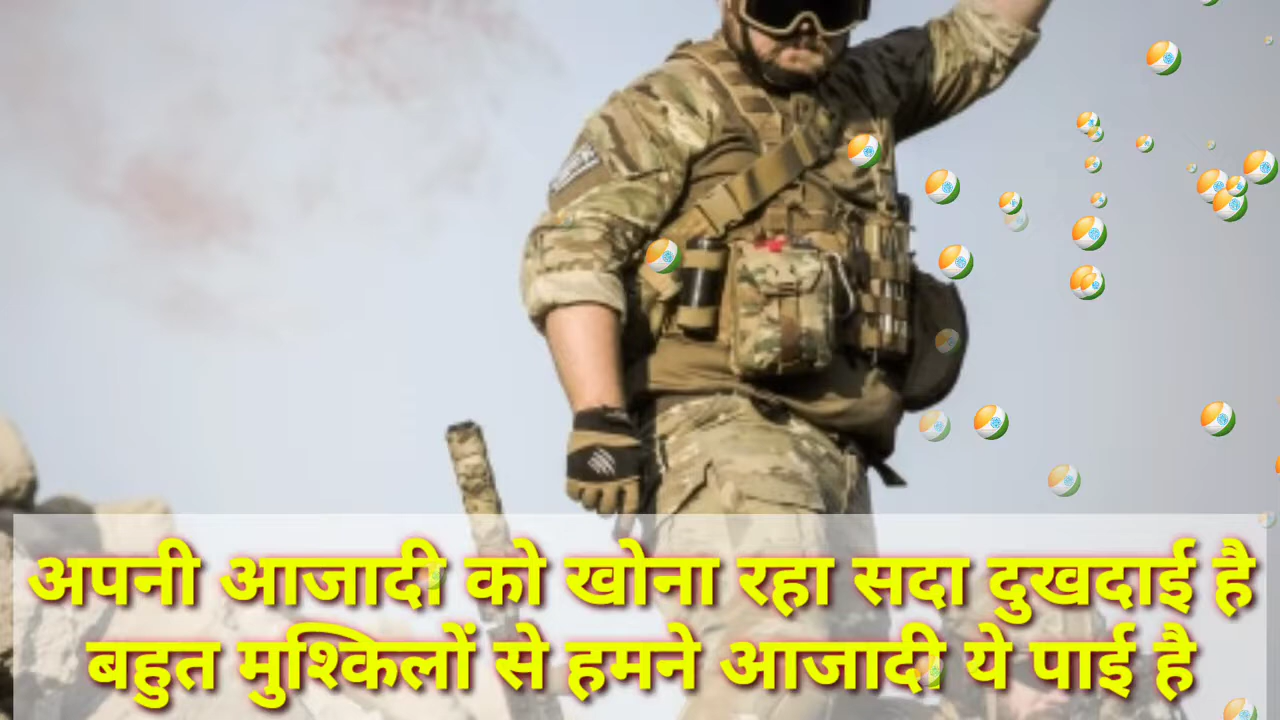 अपनी आजादी को खोना रहा सदा दुखदाई है
बहुत मुश्किलों से हमने आजादी ये पाई है